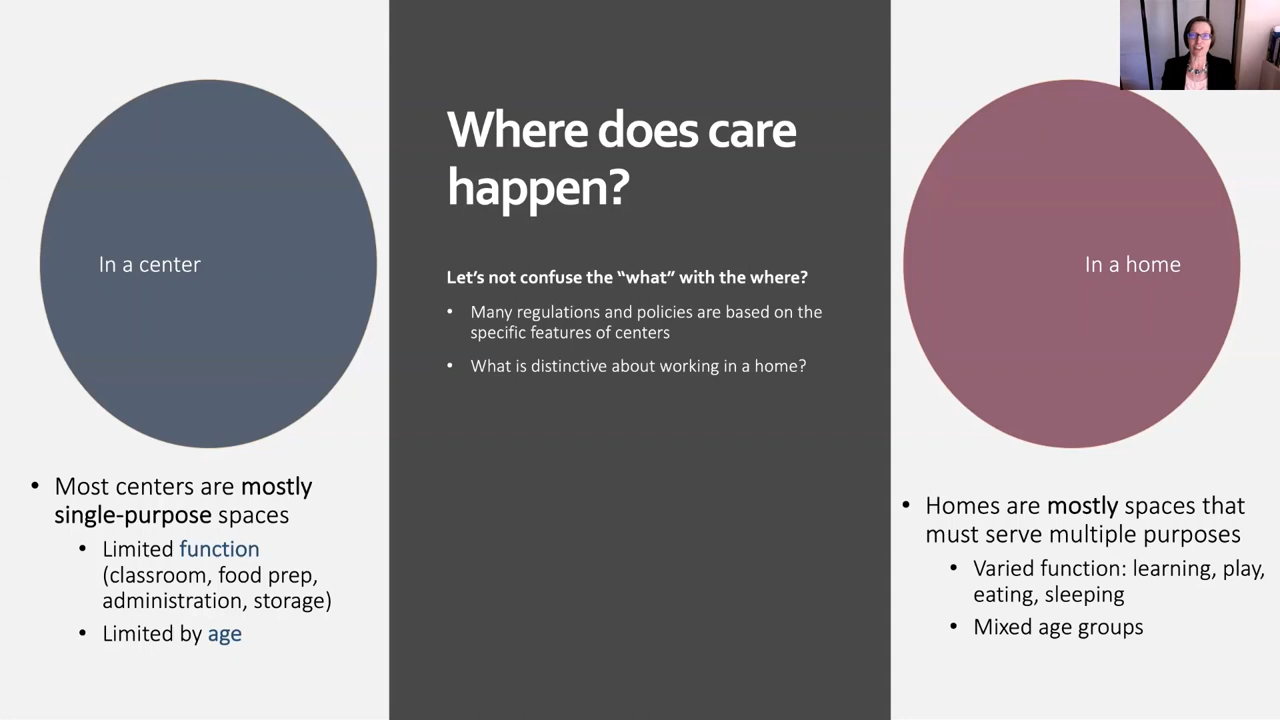 In a center
• Most centers are mostly
single-purpose spaces
• Limited function
(classroom, food prep,
administration, storage)
• Limited by age
Where does care
happen?
Let's not confuse the “what” with the where?
• Many regulations and policies are based on the
specific features of centers
• What is distinctive about working in a home?
In a home
• Homes are mostly spaces that
must serve multiple purposes
• Varied function: learning, play,
eating, sleeping
• Mixed age groups